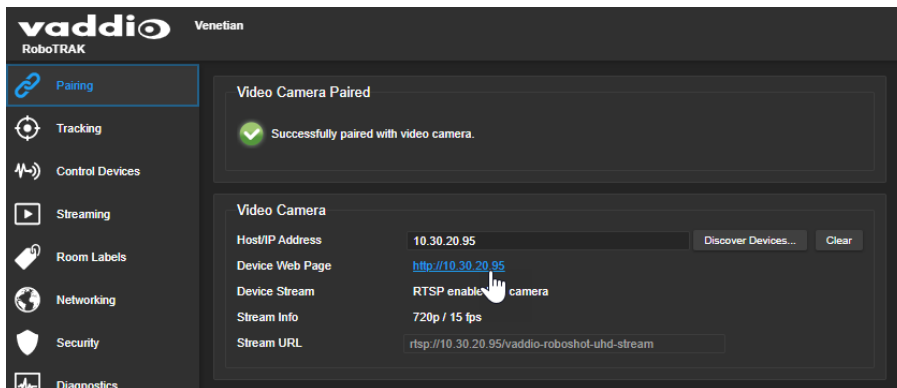 vaddio
Venetian
RoboTRAK
Pairing
Tracking
Control Devices
Streaming
Room Labels
Networking
Security
Diagnostics
Video Camera Paired
Successfully paired with video camera.
Video Camera
Host/IP Address 10.30.20.95 Discover Devices... Clear
Device Web Page http://10.30.20.95
Device Stream RTSP enable camera
Stream Info 720p / 15 fps
Stream URL rtsp://10.30.20.95/vaddio-roboshot-uhd-stream